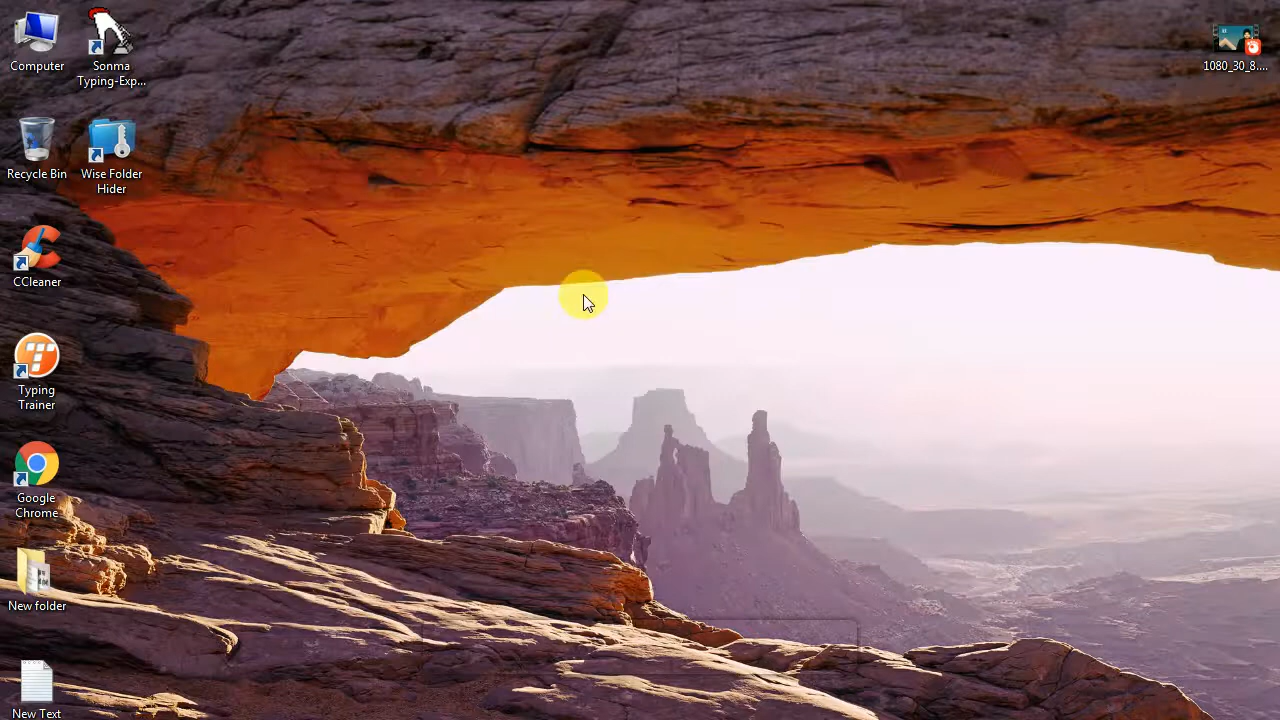 Computer
Sonma
Typing-Exp...
1080_30_8....
Recycle Bin
Wise Folder
Hider
CCleaner
Typing
Trainer
Google
Chrome
New folder
New Text